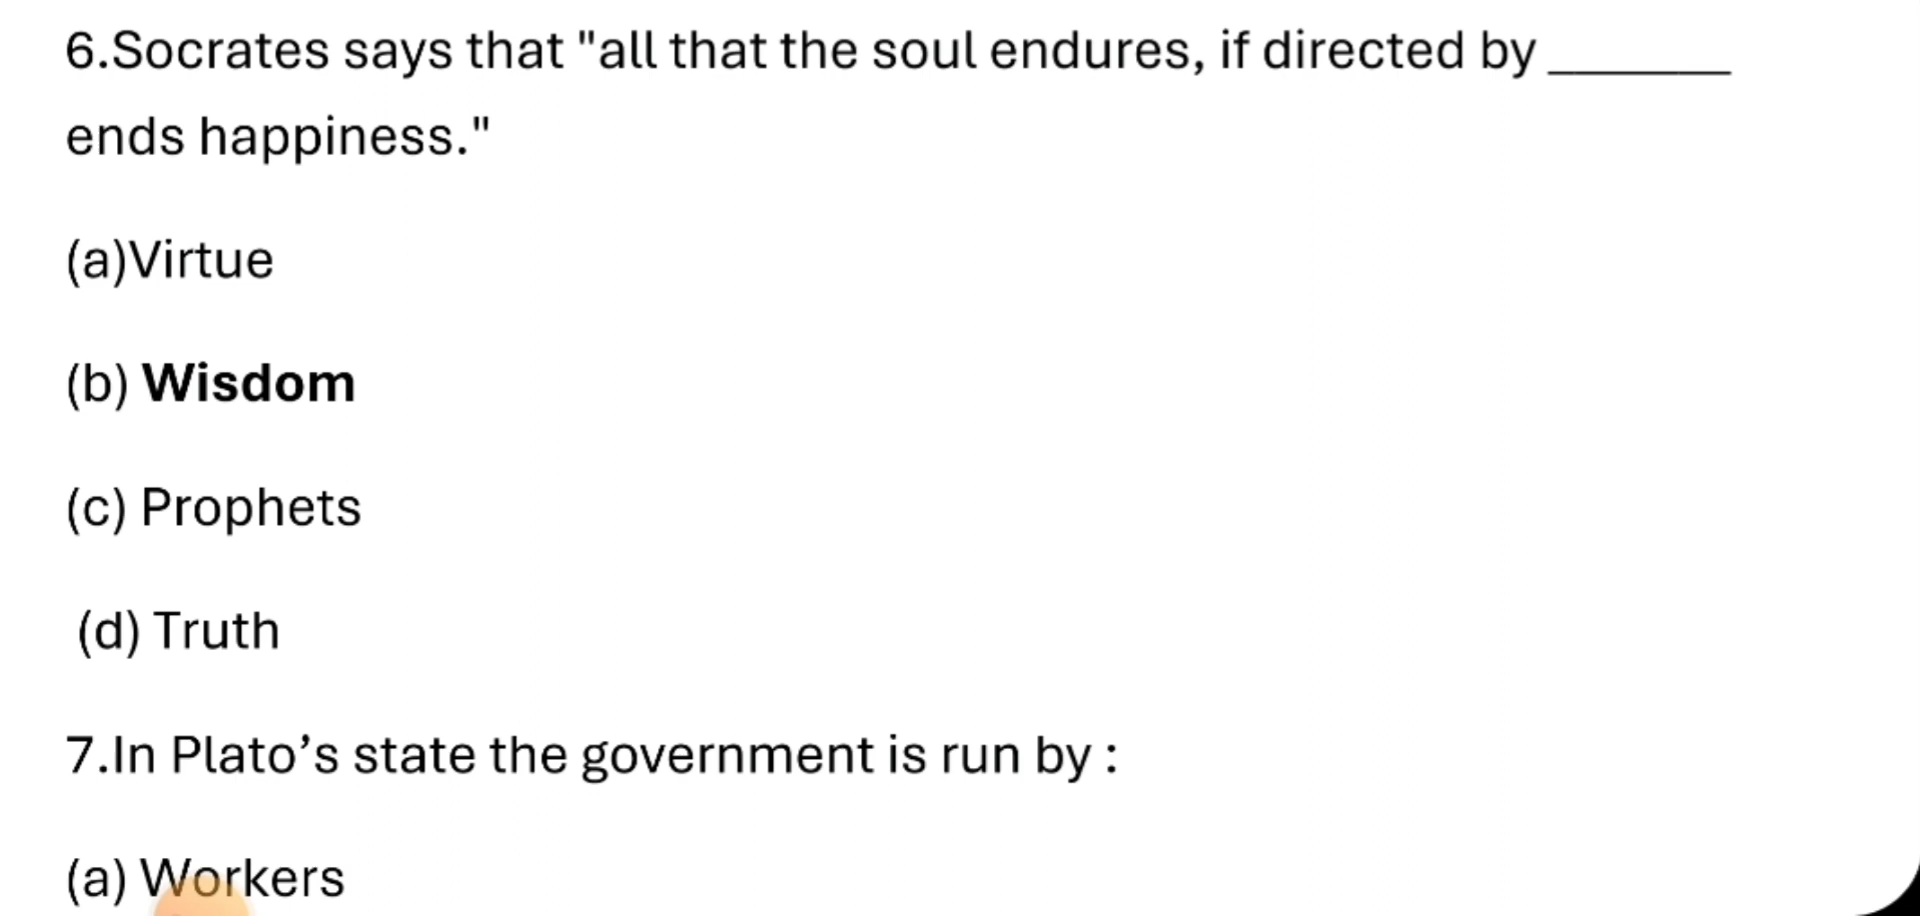 6.Socrates says that "all that the soul endures, if directed by _______
ends happiness."
(a)Virtue
(b) Wisdom
(c) Prophets
(d) Truth
7.In Plato’s state the government is run by :
(a) Workers